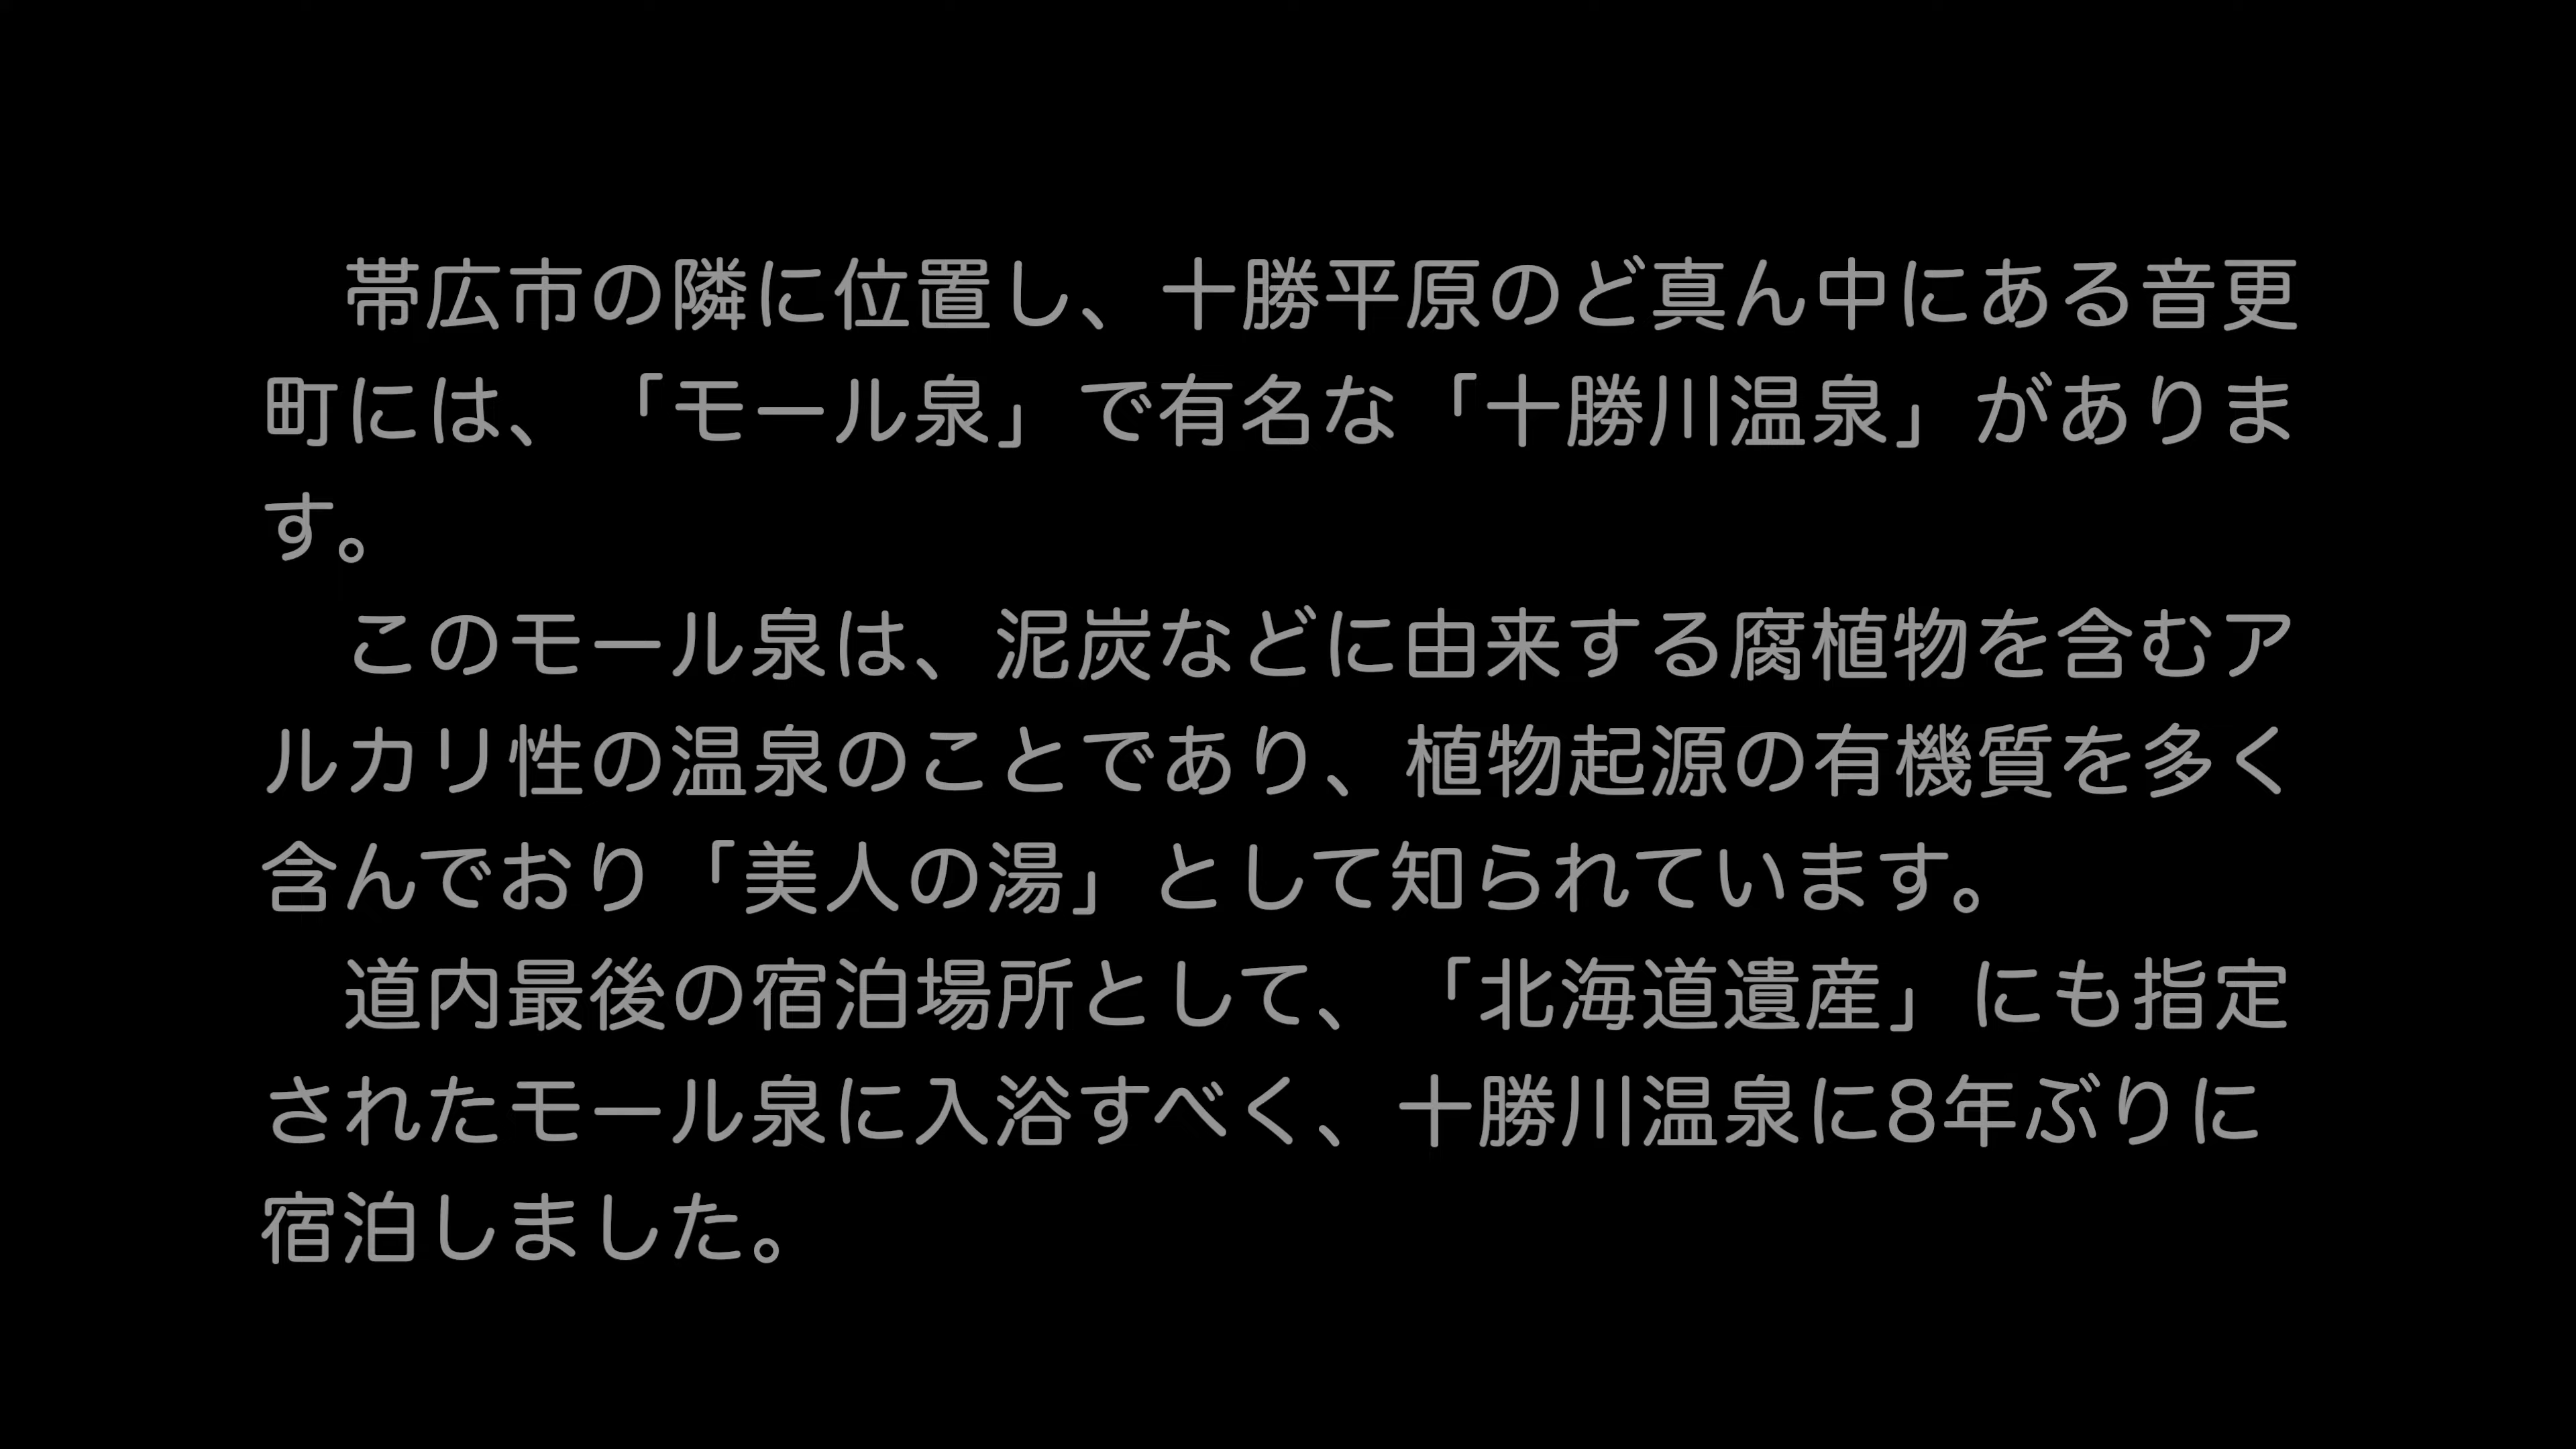 帯広市の隣に位置し、十勝平原のど真ん中にある音更
町には、「モール泉」で有名な「十勝川温泉」がありま
す。
　このモール泉は、泥炭などに由来する腐植物を含むア
ルカリ性の温泉のことであり、植物起源の有機質を多く
含んでおり「美人の湯」として知られています。
　道内最後の宿泊場所として、「北海道遺産」にも指定
されたモール泉に入浴すべく、十勝川温泉に8年ぶりに
宿泊しました。